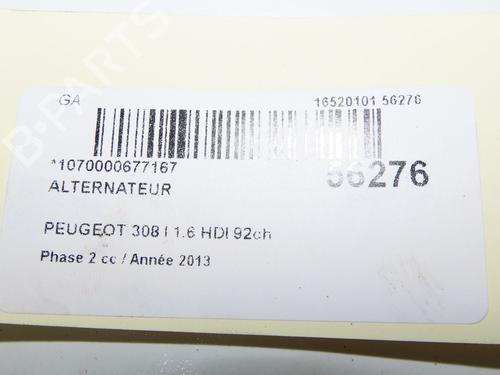 B-PARTS
GA 16520101 56276
*1070000677167
56276
ALTERNATEUR
PEUGEOT 308 I 1.6 HDI 92ch
Phase 2 cc / Année 2013